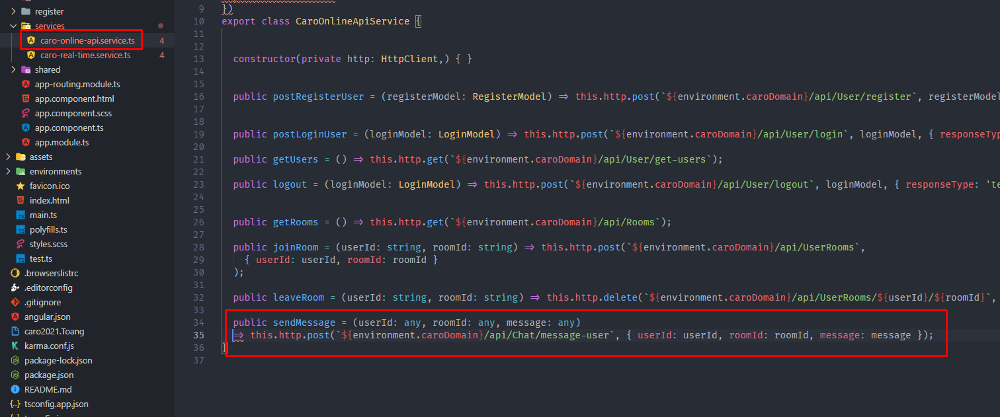 register
services
caro-online-api.service.ts 4
caro-real-time.service.ts 4
shared
app-routing.module.ts
app.component.html
app.component.scss
app.component.ts
app.module.ts
assets
environments
favicon.ico
index.html
main.ts
polyfills.ts
styles.scss
test.ts
.browserslistrc
.editorconfig
.gitignore
angular.json
caro2021.Toang
karma.conf.js
package-lock.json
package.json
README.md
tsconfig.app.json
9 })
10 export class CaroOnlineApiService {
11
12
13 constructor(private http: HttpClient,) { }
14
15
16 public postRegisterUser = (registerModel: RegisterModel) => this.http.post(`${environment.caroDomain}/api/User/register`, registerModel
17
18
19 public postLoginUser = (loginModel: LoginModel) => this.http.post(`${environment.caroDomain}/api/User/login`, loginModel, { responseTyp
20
21 public getUsers = () => this.http.get(`${environment.caroDomain}/api/User/get-users`);
22
23 public logout = (loginModel: LoginModel) => this.http.post(`${environment.caroDomain}/api/User/logout`, loginModel, { responseType: 'te
24
25
26 public getRooms = () => this.http.get(`${environment.caroDomain}/api/Rooms`);
27
28 public joinRoom = (userId: string, roomId: string) => this.http.post(`${environment.caroDomain}/api/UserRooms`,
29 { userId: userId, roomId: roomId }
30 );
31
32 public leaveRoom = (userId: string, roomId: string) => this.http.delete(`${environment.caroDomain}/api/UserRooms/${userId}/${roomId}`,
33
34 public sendMessage = (userId: any, roomId: any, message: any)
35 => this.http.post(`${environment.caroDomain}/api/Chat/message-user`, { userId: userId, roomId: roomId, message: message });
36 }
37